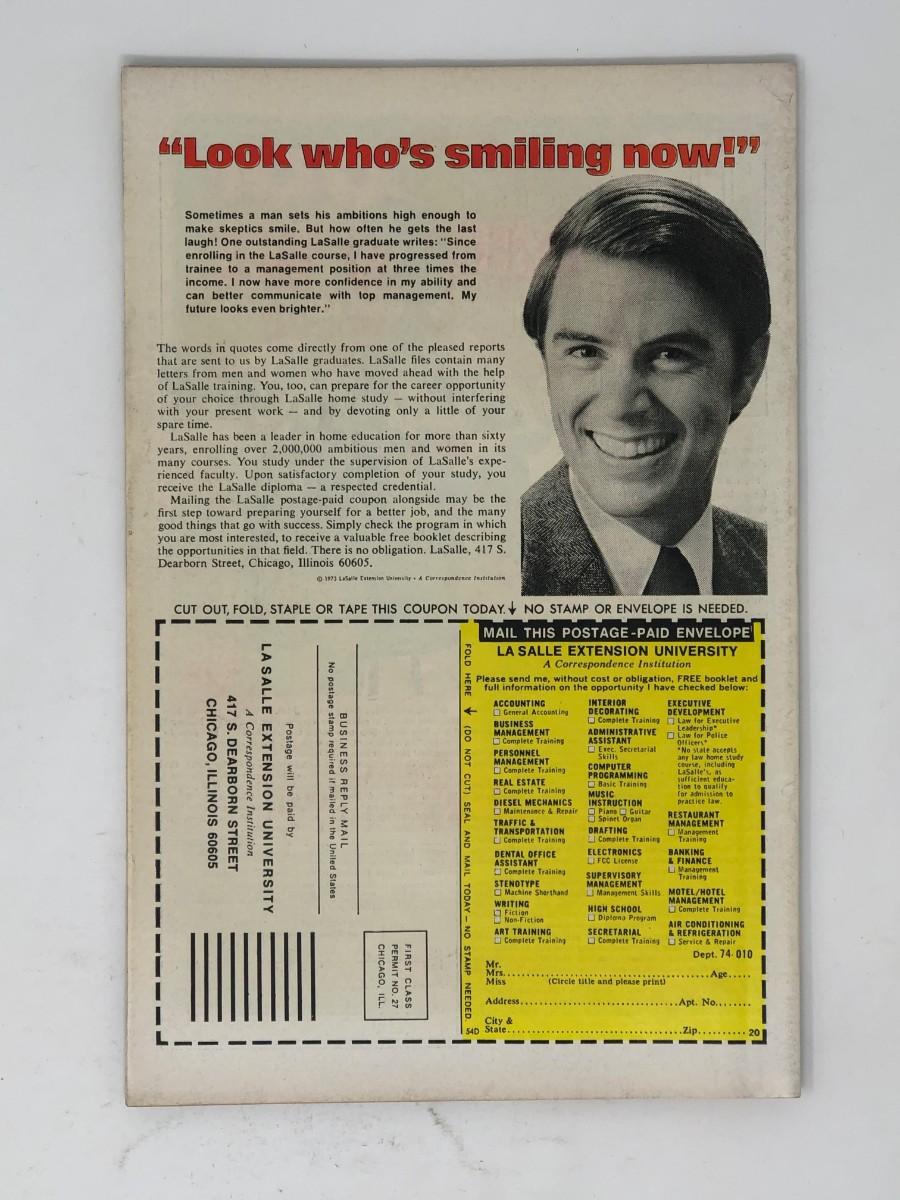 “Look who’s smiling now!”
Sometimes a man sets his ambitions high enough to
make skeptics smile. But how often he gets the last
laugh! One outstanding LaSalle graduate writes: "Since
enrolling in the LaSalle course, I have progressed from
trainee to a management position at three times the
income. I now have more confidence in my ability and
can better communicate with top management. My
future looks even brighter."
The words in quotes come directly from one of the pleased reports
that are sent to us by LaSalle graduates. LaSalle files contain many
letters from men and women who have moved ahead with the help
of LaSalle training. You, too, can prepare for the career opportunity
of your choice through LaSalle home study — without interfering
with your present work — and by devoting only a little of your
spare time.
LaSalle has been a leader in home education for more than sixty
years, enrolling over 2,000,000 ambitious men and women in its
many courses. You study under the supervision of LaSalle's expe-
rienced faculty. Upon satisfactory completion of your study, you
receive the LaSalle diploma — a respected credential.
Mailing the LaSalle postage-paid coupon alongside may be the
first step toward preparing yourself for a better job, and the many
good things that go with success. Simply check the program in which
you are most interested, to receive a valuable free booklet describing
the opportunities in that field. There is no obligation. LaSalle, 417 S.
Dearborn Street, Chicago, Illinois 60605.
© 1973 LaSalle Extension University • A Correspondence Institution
CUT OUT, FOLD, STAPLE OR TAPE THIS COUPON TODAY. NO STAMP OR ENVELOPE IS NEEDED.
FIRST CLASS
PERMIT NO. 27
CHICAGO, ILL.
BUSINESS REPLY MAIL
No postage stamp required if mailed in the United States
Postage will be paid by
LA SALLE EXTENSION UNIVERSITY
A Correspondence Institution
417 S. DEARBORN STREET
CHICAGO, ILLINOIS 60605
FOLD HERE (DO NOT CUT) SEAL AND MAIL TODAY — NO STAMP NEEDED.
MAIL THIS POSTAGE-PAID ENVELOPE
LA SALLE EXTENSION UNIVERSITY
A Correspondence Institution
Please send me, without cost or obligation, FREE booklet and
full information on the opportunity I have checked below:
ACCOUNTING
☐ General Accounting
BUSINESS
MANAGEMENT
☐ Complete Training
PERSONNEL
MANAGEMENT
☐ Complete Training
REAL ESTATE
☐ Complete Training
DIESEL MECHANICS
☐ Maintenance & Repair
TRAFFIC &
TRANSPORTATION
☐ Complete Training
DENTAL OFFICE
ASSISTANT
☐ Complete Training
STENOTYPE
☐ Machine Shorthand
WRITING
☐ Fiction
☐ Non-Fiction
ART TRAINING
☐ Complete Training
INTERIOR
DECORATING
☐ Complete Training
ADMINISTRATIVE
ASSISTANT
☐ Exec. Secretarial
Skills
COMPUTER
PROGRAMMING
☐ Basic Training
MUSIC
INSTRUCTION
☐ Piano ☐ Guitar
☐ Spinet Organ
DRAFTING
☐ Complete Training
ELECTRONICS
☐ FCC License
SUPERVISORY
MANAGEMENT
☐ Management Skills
HIGH SCHOOL
☐ Diploma Program
SECRETARIAL
☐ Complete Training
EXECUTIVE
DEVELOPMENT
☐ Law for Executive
Leadership*
☐ Law for Police
Officers*
*No state accepts
any law home study
course, including
LaSalle's, as
sufficient educa-
tion to qualify
for admission to
practice law.
RESTAURANT
MANAGEMENT
☐ Management
Training
BANKING
& FINANCE
☐ Management
Training
MOTEL/HOTEL
MANAGEMENT
☐ Complete Training
AIR CONDITIONING
& REFRIGERATION
☐ Service & Repair
Dept. 74-010
Mr.
Mrs. Age
Miss (Circle title and please print)
Address Apt. No.
City &
State Zip
54D 20